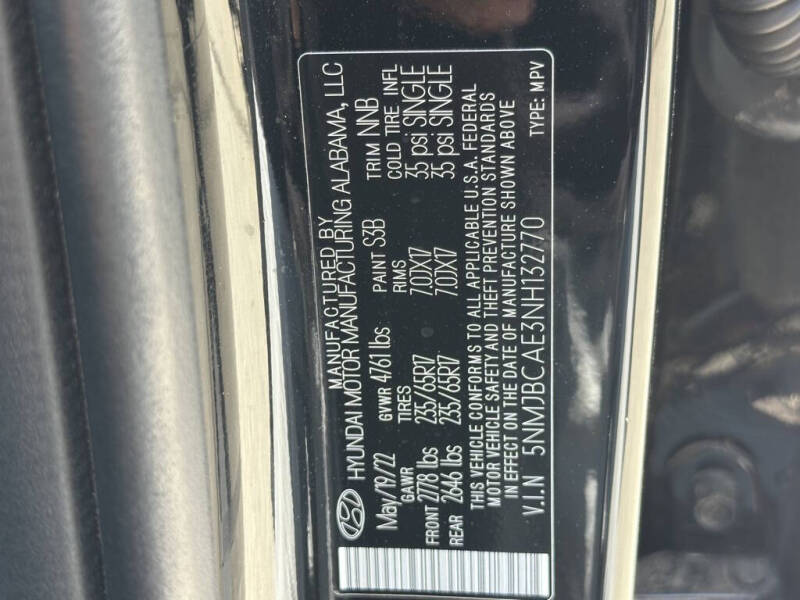 MANUFACTURED BY
HYUNDAI MOTOR MANUFACTURING ALABAMA, LLC
May/19/22 GVWR 4761 lbs PAINT S3B TRIM NNB
GAWR TIRES RIMS COLD TIRE INFL
FRONT 2778 lbs 235/65R17 7.0JX17 35 psi SINGLE
REAR 2646 lbs 235/65R17 7.0JX17 35 psi SINGLE
THIS VEHICLE CONFORMS TO ALL APPLICABLE U.S.A. FEDERAL
MOTOR VEHICLE SAFETY AND THEFT PREVENTION STANDARDS
IN EFFECT ON THE DATE OF MANUFACTURE SHOWN ABOVE
V.I.N 5NMJBCAE3NH132770 TYPE: MPV